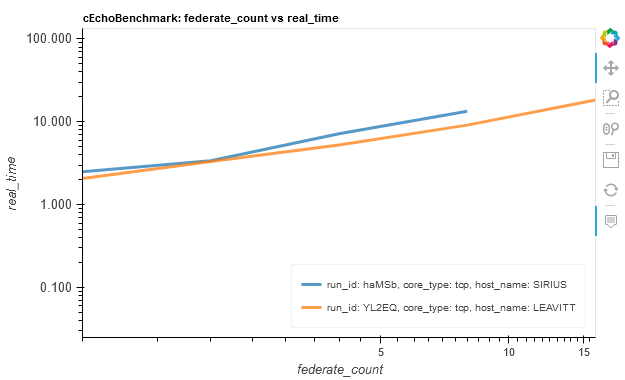 cEchoBenchmark: federate_count vs real_time
100.000
10.000
1.000
0.100
real_time
run_id: haMSb, core_type: tcp, host_name: SIRIUS
run_id: YL2EQ, core_type: tcp, host_name: LEAVITT
5
10
15
federate_count